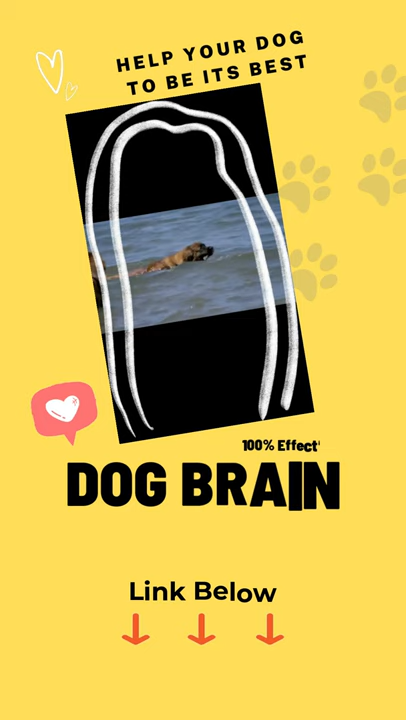 HELP YOUR DOG
TO BE ITS BEST
100% Effect
DOG BRAIN
Link Below